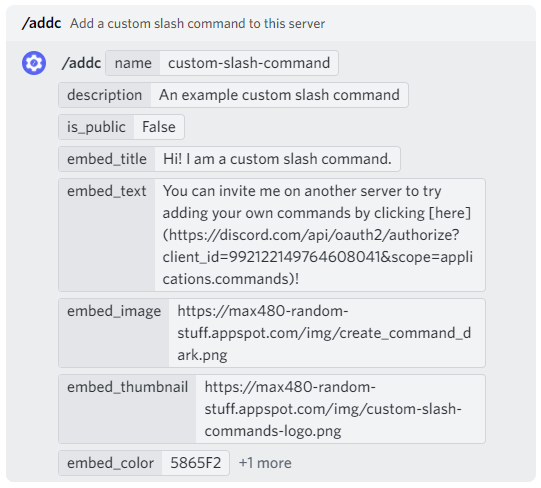 /addc Add a custom slash command to this server
/addc name custom-slash-command
description An example custom slash command
is_public False
embed_title Hi! I am a custom slash command.
embed_text You can invite me on another server to try
adding your own commands by clicking [here]
(https://discord.com/api/oauth2/authorize?
client_id=992122149764608041&scope=appli
cations.commands)!
embed_image https://max480-random-
stuff.appspot.com/img/create_command_d
ark.png
embed_thumbnail https://max480-random-
stuff.appspot.com/img/custom-slash-
commands-logo.png
embed_color 5865F2 +1 more